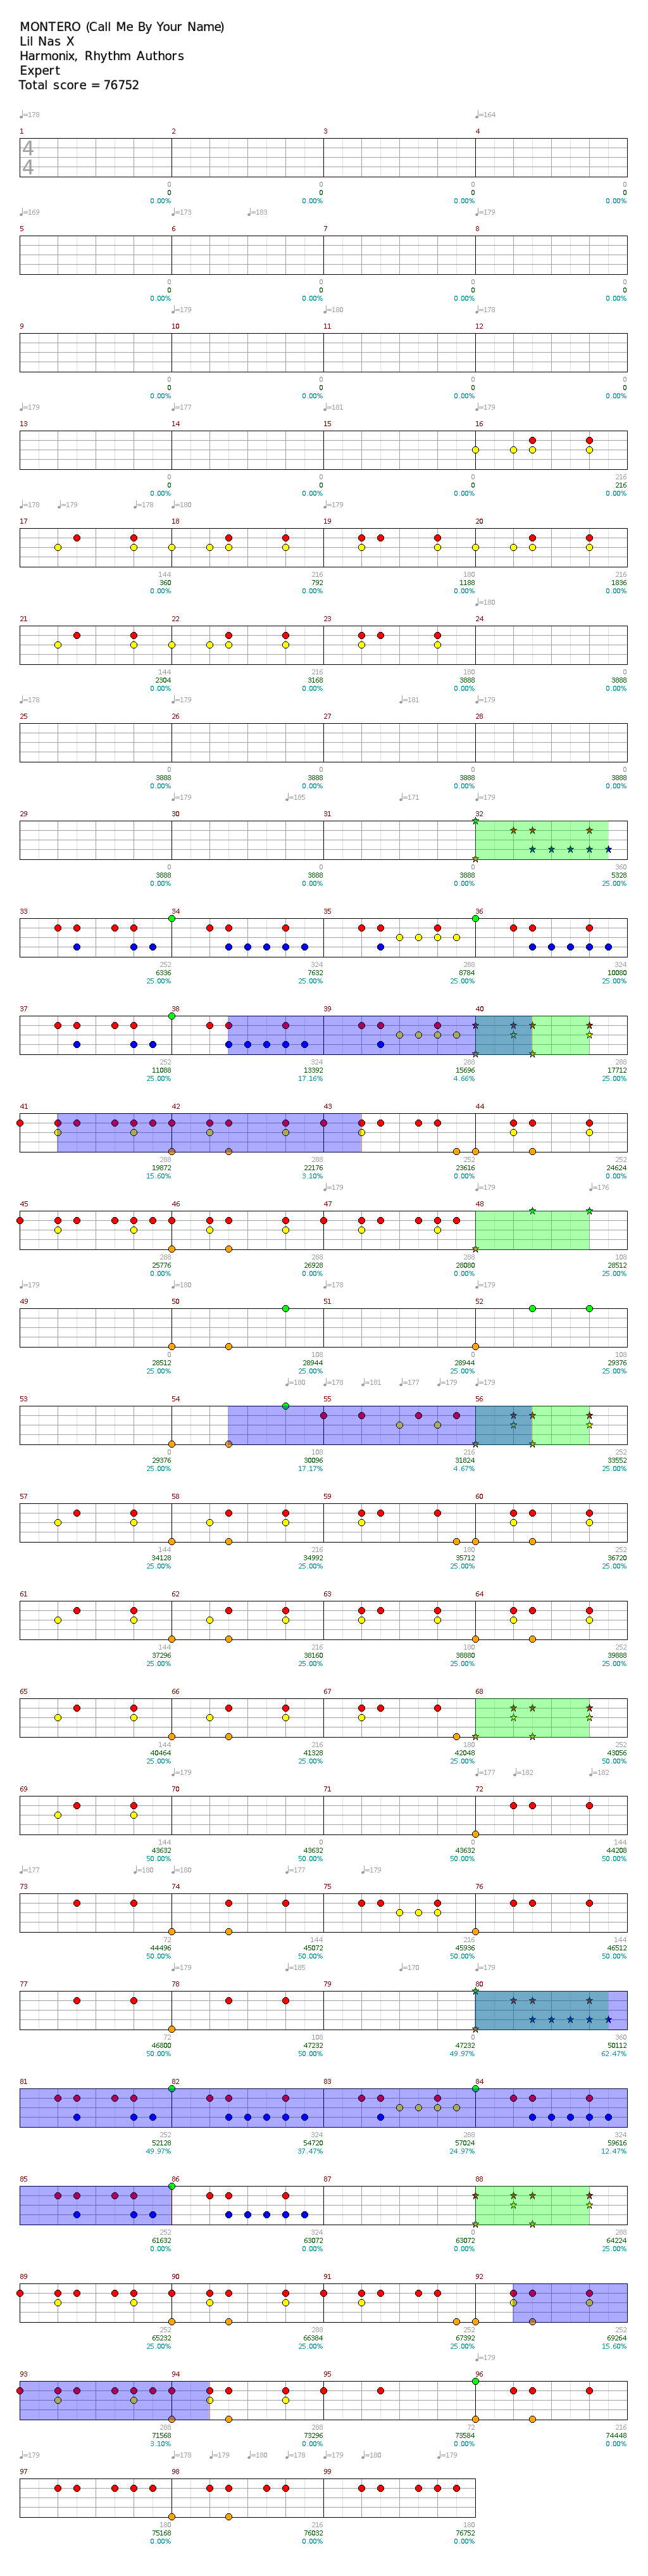 MONTERO (Call Me By Your Name)
Lil Nas X
Harmonix, Rhythm Authors
Expert
Total score = 76752
♩=178 ♩=164
1 2 3 4
4
4
0 0 0 0
0 0 0 0
0.00% 0.00% 0.00% 0.00%
♩=169 ♩=173 ♩=183 ♩=179
5 6 7 8
0 0 0 0
0 0 0 0
0.00% 0.00% 0.00% 0.00%
♩=179 ♩=180 ♩=178
9 10 11 12
0 0 0 0
0 0 0 0
0.00% 0.00% 0.00% 0.00%
♩=179 ♩=177 ♩=181 ♩=179
13 14 15 16
0 0 0 216
0 0 0 216
0.00% 0.00% 0.00% 0.00%
♩=178 ♩=179 ♩=178 ♩=180 ♩=179
17 18 19 20
144 216 180 216
360 792 1188 1836
0.00% 0.00% 0.00% 0.00%
♩=180
21 22 23 24
144 216 180 0
2304 3168 3888 3888
0.00% 0.00% 0.00% 0.00%
♩=178 ♩=179 ♩=181 ♩=179
25 26 27 28
0 0 0 0
3888 3888 3888 3888
0.00% 0.00% 0.00% 0.00%
♩=179 ♩=185 ♩=171 ♩=179
29 30 31 32
0 0 0 360
3888 3888 3888 5328
0.00% 0.00% 0.00% 25.00%
33 34 35 36
252 324 288 324
6336 7632 8784 10080
25.00% 25.00% 25.00% 25.00%
37 38 39 40
252 324 288 288
11088 13392 15696 17712
25.00% 17.16% 4.66% 25.00%
41 42 43 44
288 288 252 252
19872 22176 23616 24624
15.60% 3.10% 0.00% 0.00%
♩=179 ♩=179 ♩=176
45 46 47 48
288 288 288 108
25776 26928 28080 28512
0.00% 0.00% 0.00% 25.00%
♩=179 ♩=180 ♩=178 ♩=179
49 50 51 52
0 108 0 108
28512 28944 28944 29376
25.00% 25.00% 25.00% 25.00%
♩=180 ♩=178 ♩=181 ♩=177 ♩=179 ♩=179
53 54 55 56
0 108 216 252
29376 30096 31824 33552
25.00% 17.17% 4.67% 25.00%
57 58 59 60
144 216 180 252
34128 34992 35712 36720
25.00% 25.00% 25.00% 25.00%
61 62 63 64
144 216 180 252
37296 38160 38880 39888
25.00% 25.00% 25.00% 25.00%
65 66 67 68
144 216 180 252
40464 41328 42048 43056
25.00% 25.00% 25.00% 50.00%
♩=179 ♩=177 ♩=182 ♩=182
69 70 71 72
144 0 0 144
43632 43632 43632 44208
50.00% 50.00% 50.00% 50.00%
♩=177 ♩=180 ♩=180 ♩=177 ♩=179
73 74 75 76
72 144 216 144
44496 45072 45936 46512
50.00% 50.00% 50.00% 50.00%
♩=179 ♩=185 ♩=170 ♩=179
77 78 79 80
72 108 0 360
46800 47232 47232 50112
50.00% 50.00% 49.97% 62.47%
81 82 83 84
252 324 288 324
52128 54720 57024 59616
49.97% 37.47% 24.97% 12.47%
85 86 87 88
252 324 0 288
61632 63072 63072 64224
0.00% 0.00% 0.00% 25.00%
89 90 91 92
252 288 252 252
65232 66384 67392 69264
25.00% 25.00% 25.00% 15.60%
♩=179
93 94 95 96
288 288 72 216
71568 73296 73584 74448
3.10% 0.00% 0.00% 0.00%
♩=179 ♩=178 ♩=179 ♩=180 ♩=178 ♩=179 ♩=180 ♩=179
97 98 99
180 216 180
75168 76032 76752
0.00% 0.00% 0.00%